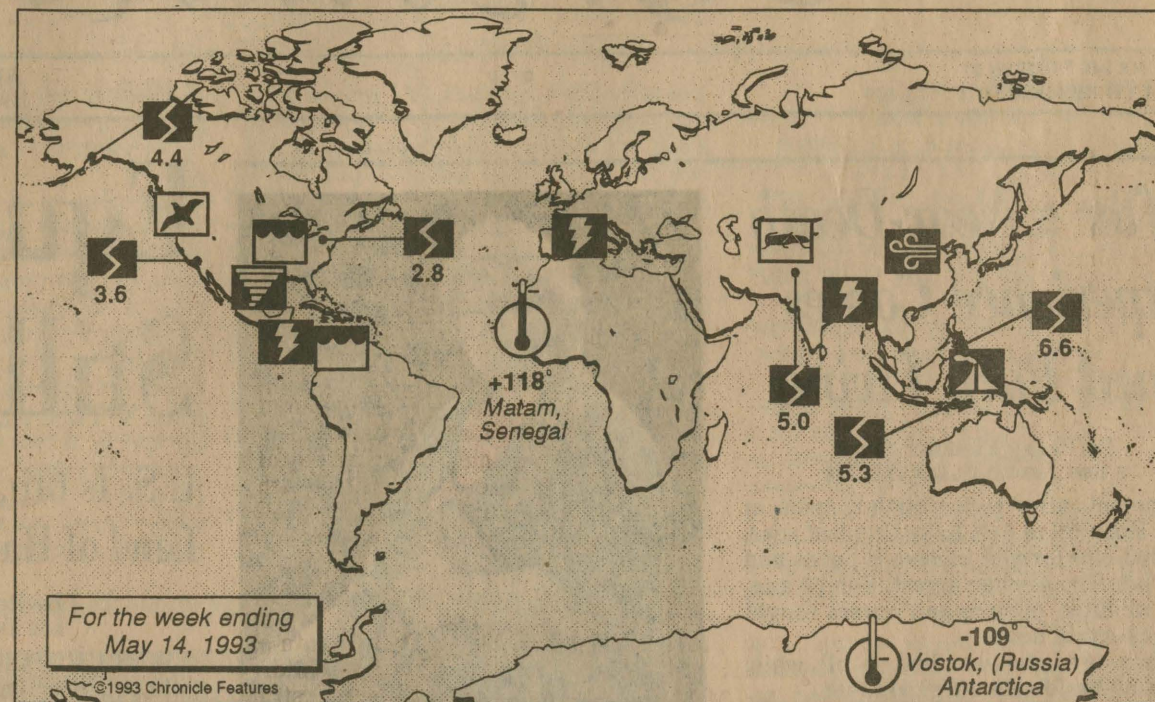 4.4
3.6
2.8
+118°
Matam,
Senegal
5.0
5.3
6.6
For the week ending
May 14, 1993
©1993 Chronicle Features
-109°
Vostok, (Russia)
Antarctica